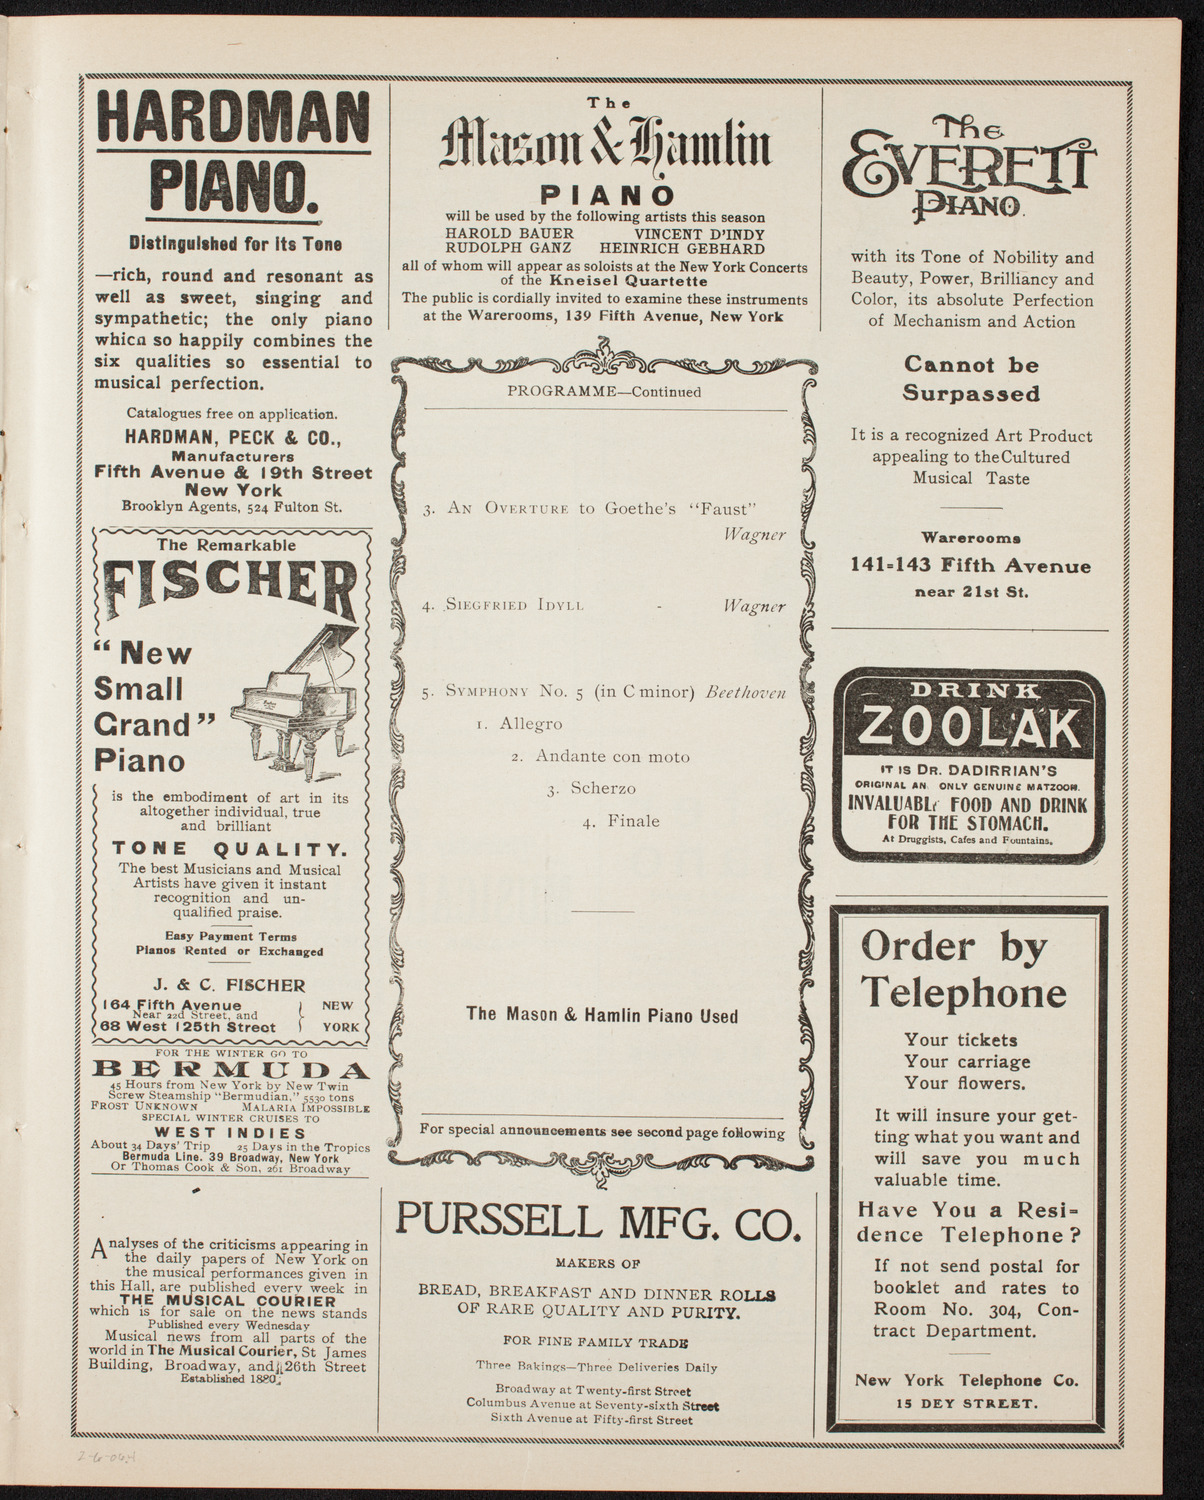 HARDMAN
PIANO.
Distinguished for its Tone
—rich, round and resonant as
well as sweet, singing and
sympathetic; the only piano
which so happily combines the
six qualities so essential to
musical perfection.
Catalogues free on application.
HARDMAN, PECK & CO.,
Manufacturers
Fifth Avenue & 19th Street
New York
Brooklyn Agents, 524 Fulton St.
The Remarkable
FISCHER
"New
Small
Grand"
Piano
is the embodiment of art in its
altogether individual, true
and brilliant
TONE QUALITY.
The best Musicians and Musical
Artists have given it instant
recognition and un-
qualified praise.
Easy Payment Terms
Pianos Rented or Exchanged
J. & C. FISCHER
164 Fifth Avenue
Near 22d Street, and
68 West 125th Street
NEW
YORK
FOR THE WINTER GO TO
BERMUDA
45 Hours from New York by New Twin
Screw Steamship "Bermudian," 5530 tons
FROST UNKNOWN MALARIA IMPOSSIBLE
SPECIAL WINTER CRUISES TO
WEST INDIES
About 34 Days' Trip 25 Days in the Tropics
Bermuda Line. 39 Broadway, New York
Or Thomas Cook & Son, 261 Broadway
Analyses of the criticisms appearing in
the daily papers of New York on
the musical performances given in
this Hall, are published every week in
THE MUSICAL COURIER
which is for sale on the news stands
Published every Wednesday
Musical news from all parts of the
world in The Musical Courier, St James
Building, Broadway, and 26th Street
Established 1880.
The
Mason & Hamlin
PIANO
will be used by the following artists this season
HAROLD BAUER VINCENT D'INDY
RUDOLPH GANZ HEINRICH GEBHARD
all of whom will appear as soloists at the New York Concerts
of the Kneisel Quartette
The public is cordially invited to examine these instruments
at the Warerooms, 139 Fifth Avenue, New York
PROGRAMME—Continued
3. AN OVERTURE to Goethe's "Faust"
Wagner
4. SIEGFRIED IDYLL - Wagner
5. SYMPHONY No. 5 (in C minor) Beethoven
1. Allegro
2. Andante con moto
3. Scherzo
4. Finale
The Mason & Hamlin Piano Used
For special announcements see second page following
PURSSELL MFG. CO.
MAKERS OF
BREAD, BREAKFAST AND DINNER ROLLS
OF RARE QUALITY AND PURITY.
FOR FINE FAMILY TRADE
Three Bakings—Three Deliveries Daily
Broadway at Twenty-first Street
Columbus Avenue at Seventy-sixth Street
Sixth Avenue at Fifty-first Street
The
EVERETT
PIANO.
with its Tone of Nobility and
Beauty, Power, Brilliancy and
Color, its absolute Perfection
of Mechanism and Action
Cannot be
Surpassed
It is a recognized Art Product
appealing to the Cultured
Musical Taste
Warerooms
141-143 Fifth Avenue
near 21st St.
DRINK
ZOOLAK
IT IS DR. DADIRRIAN'S
ORIGINAL AN ONLY GENUINE MATZOON.
INVALUABLE FOOD AND DRINK
FOR THE STOMACH.
At Druggists, Cafes and Fountains.
Order by
Telephone
Your tickets
Your carriage
Your flowers.
It will insure your get-
ting what you want and
will save you much
valuable time.
Have You a Resi-
dence Telephone?
If not send postal for
booklet and rates to
Room No. 304, Con-
tract Department.
New York Telephone Co.
15 DEY STREET.